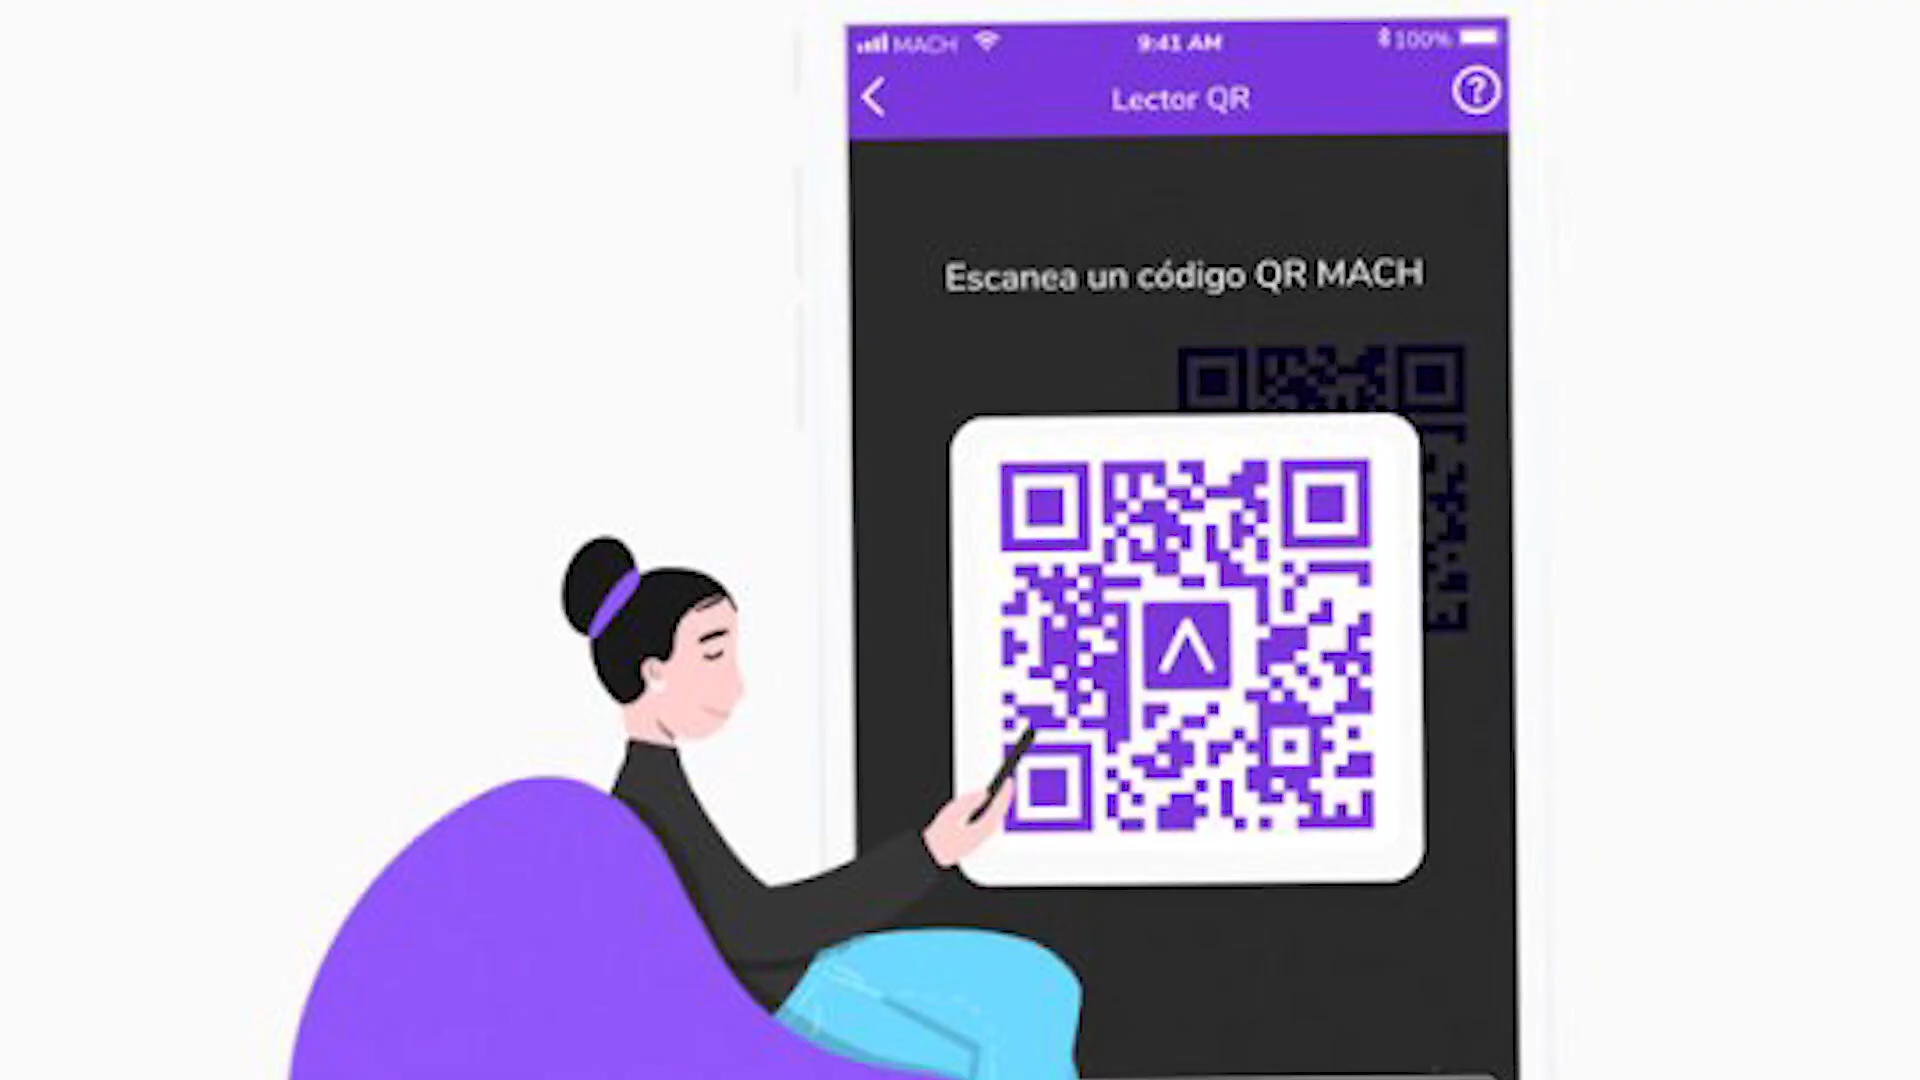 MACH 9:41 AM 100%
Lector QR
?
Escanea un código QR MACH